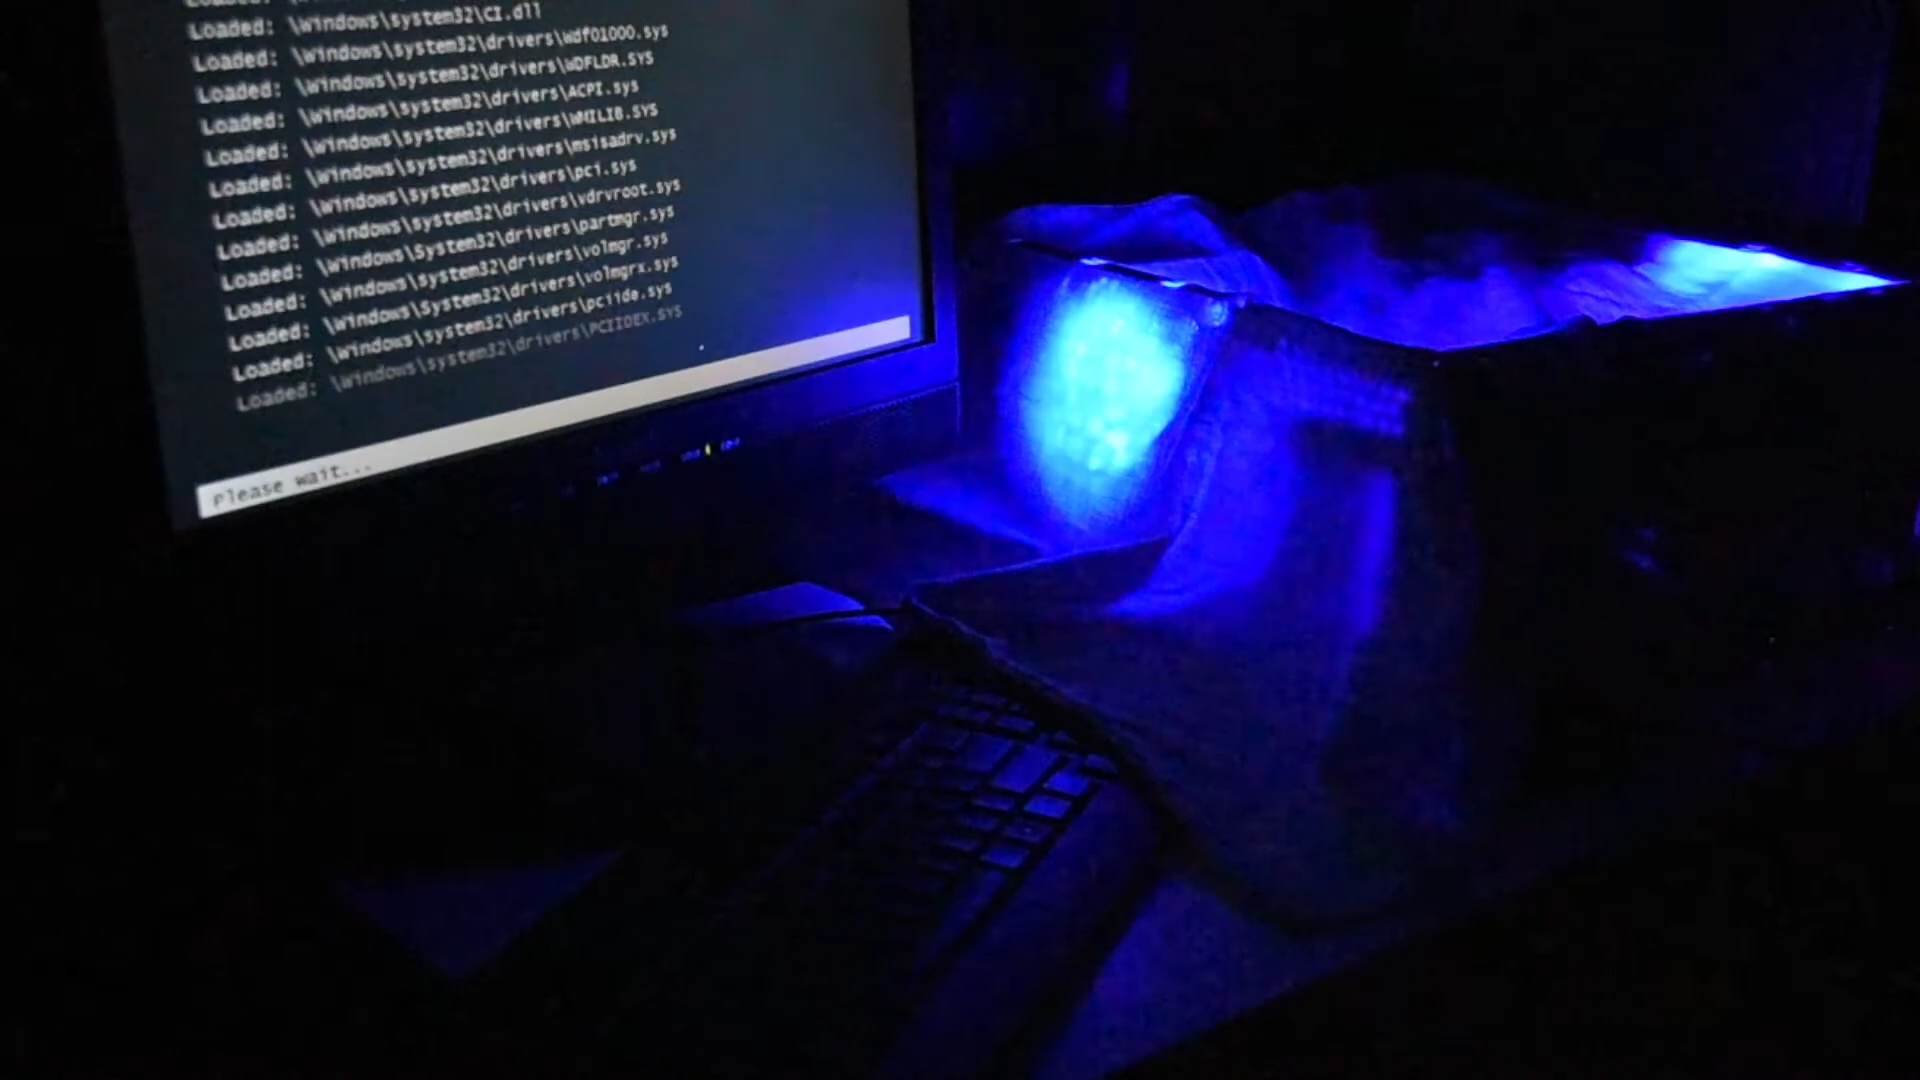 Loaded: \Windows\system32\CI.dll
Loaded: \Windows\system32\drivers\Wdf01000.sys
Loaded: \Windows\system32\drivers\WDFLDR.SYS
Loaded: \Windows\system32\drivers\ACPI.sys
Loaded: \Windows\system32\drivers\WMILIB.SYS
Loaded: \Windows\system32\drivers\msisadrv.sys
Loaded: \Windows\system32\drivers\pci.sys
Loaded: \Windows\system32\drivers\vdrvroot.sys
Loaded: \Windows\System32\drivers\partmgr.sys
Loaded: \Windows\system32\drivers\volmgr.sys
Loaded: \Windows\System32\drivers\volmgrx.sys
Loaded: \Windows\system32\drivers\pciide.sys
Loaded: \Windows\system32\drivers\PCIIDEX.SYS
Please wait...